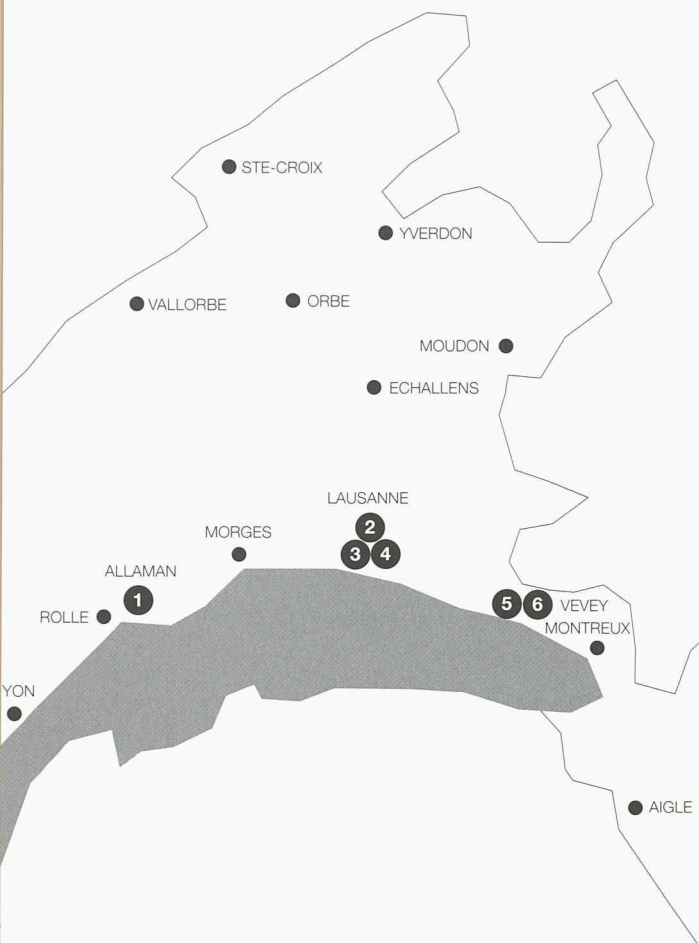 STE-CROIX
YVERDON
VALLORBE
ORBE
MOUDON
ECHALLENS
LAUSANNE
2
3 4
MORGES
ALLAMAN
1
ROLLE
5 6 VEVEY
MONTREUX
YON
AIGLE